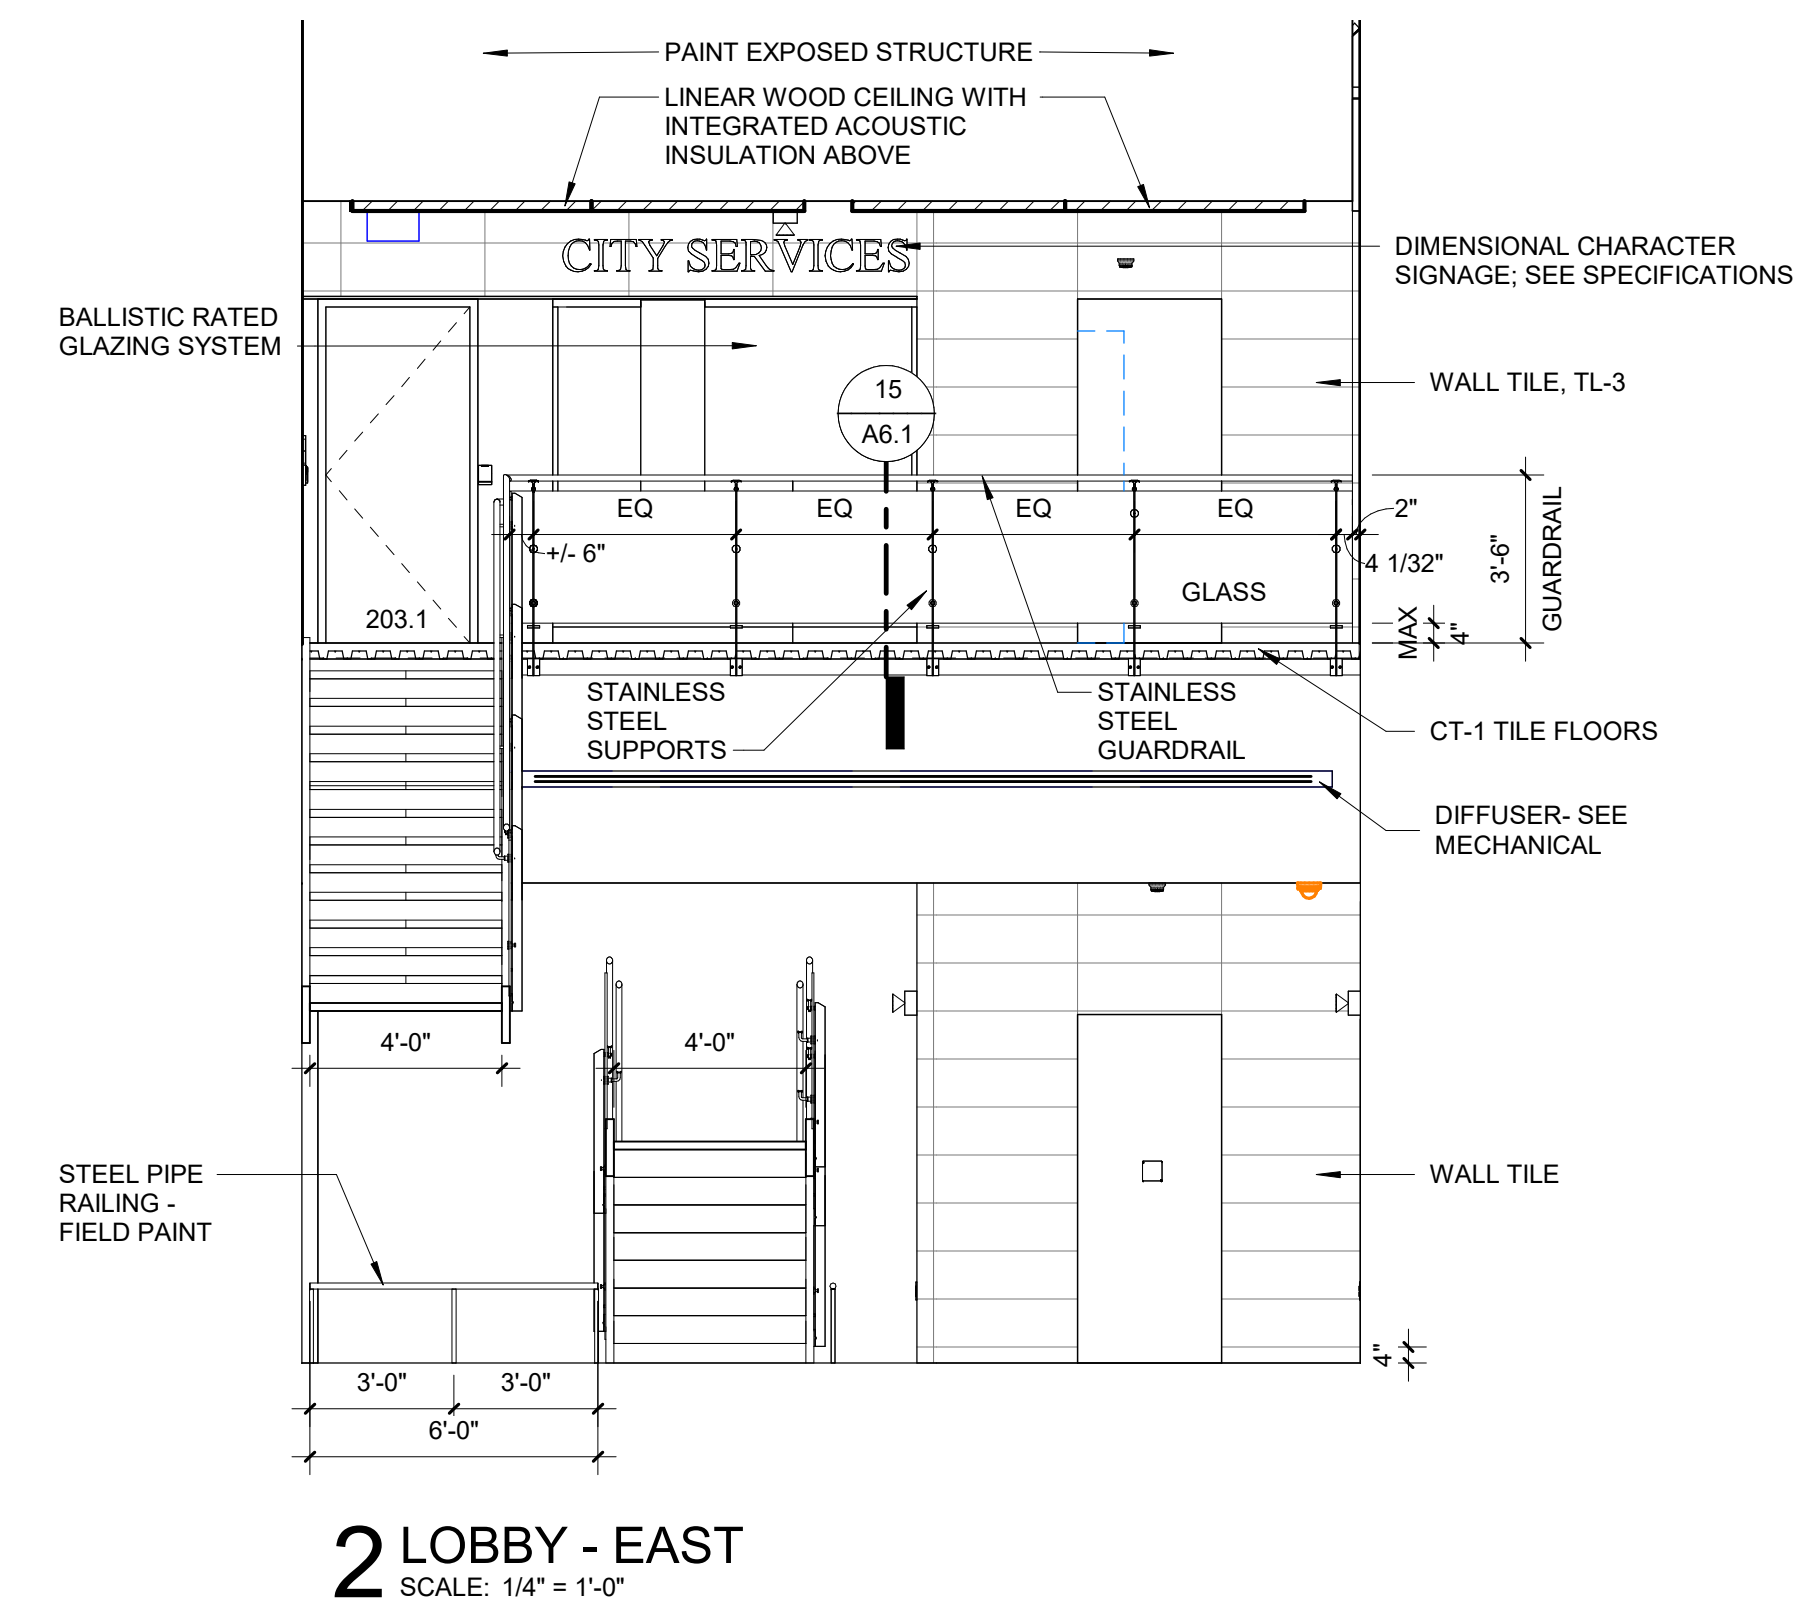 PAINT EXPOSED STRUCTURE
LINEAR WOOD CEILING WITH
INTEGRATED ACOUSTIC
INSULATION ABOVE
CITY SERVICES
DIMENSIONAL CHARACTER
SIGNAGE; SEE SPECIFICATIONS
BALLISTIC RATED
GLAZING SYSTEM
WALL TILE, TL-3
15
A6.1
EQ
EQ
EQ
EQ
2"
+/- 6"
4 1/32"
3'-6"
GUARDRAIL
GLASS
203.1
MAX
4"
STAINLESS
STEEL
SUPPORTS
STAINLESS
STEEL
GUARDRAIL
CT-1 TILE FLOORS
DIFFUSER- SEE
MECHANICAL
4'-0"
4'-0"
STEEL PIPE
RAILING -
FIELD PAINT
WALL TILE
4"
3'-0"
3'-0"
6'-0"
2 LOBBY - EAST
SCALE: 1/4" = 1'-0"